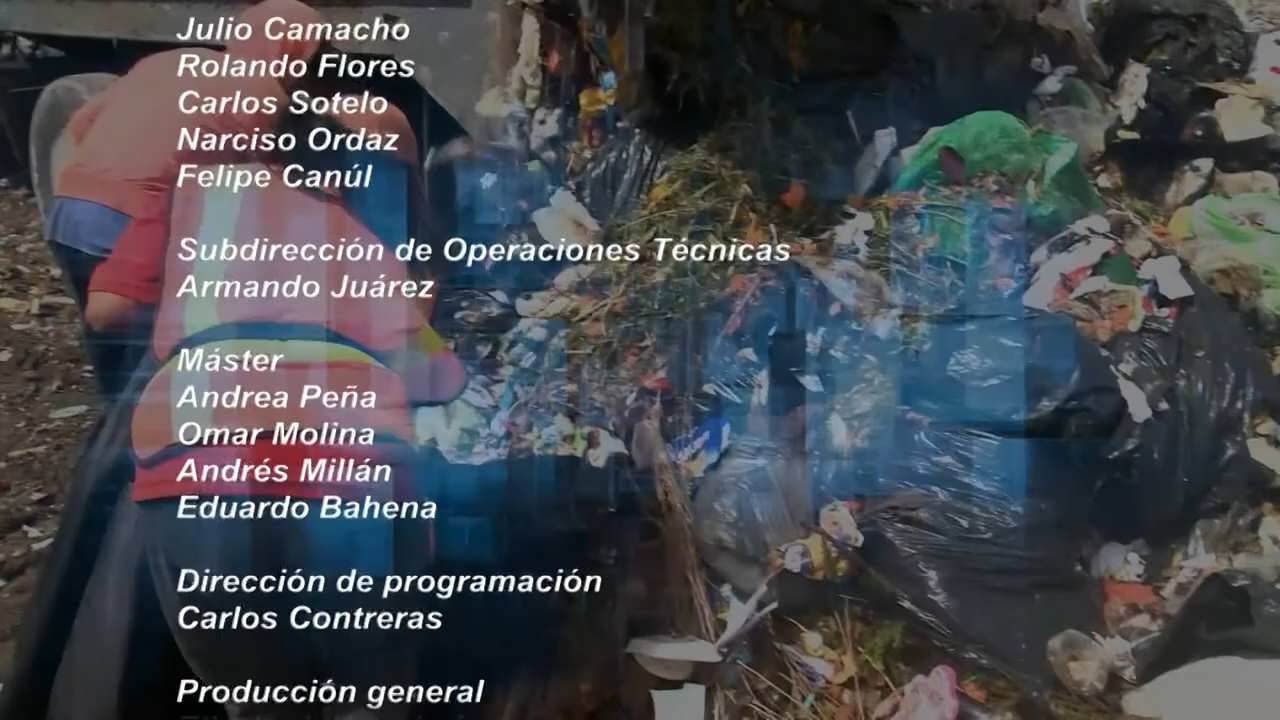 Julio Camacho
Rolando Flores
Carlos Sotelo
Narciso Ordaz
Felipe Canúl
Subdirección de Operaciones Técnicas
Armando Juárez
Máster
Andrea Peña
Omar Molina
Andrés Millán
Eduardo Bahena
Dirección de programación
Carlos Contreras
Producción general